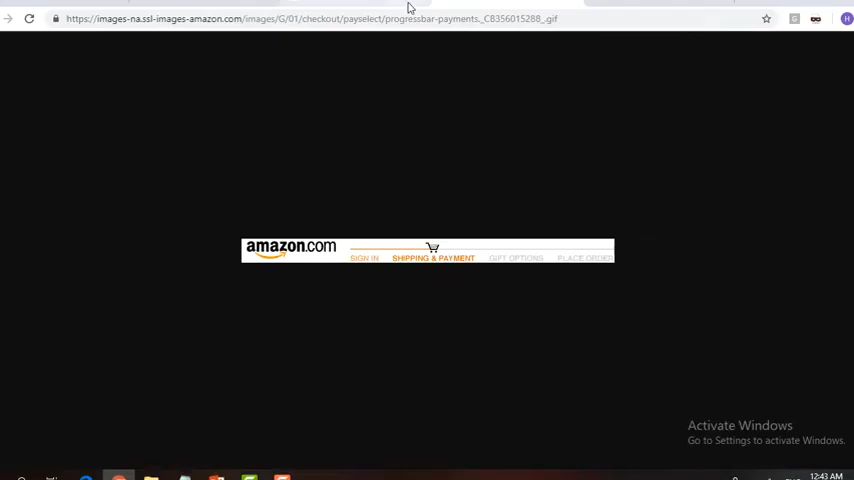 https://images-na.ssl-images-amazon.com/images/G/01/checkout/payselect/progressbar-payments._CB356015288_.gif
G
H
amazon.com
SIGN IN SHIPPING & PAYMENT GIFT OPTIONS PLACE ORDER
Activate Windows
Go to Settings to activate Windows.
12:43 AM